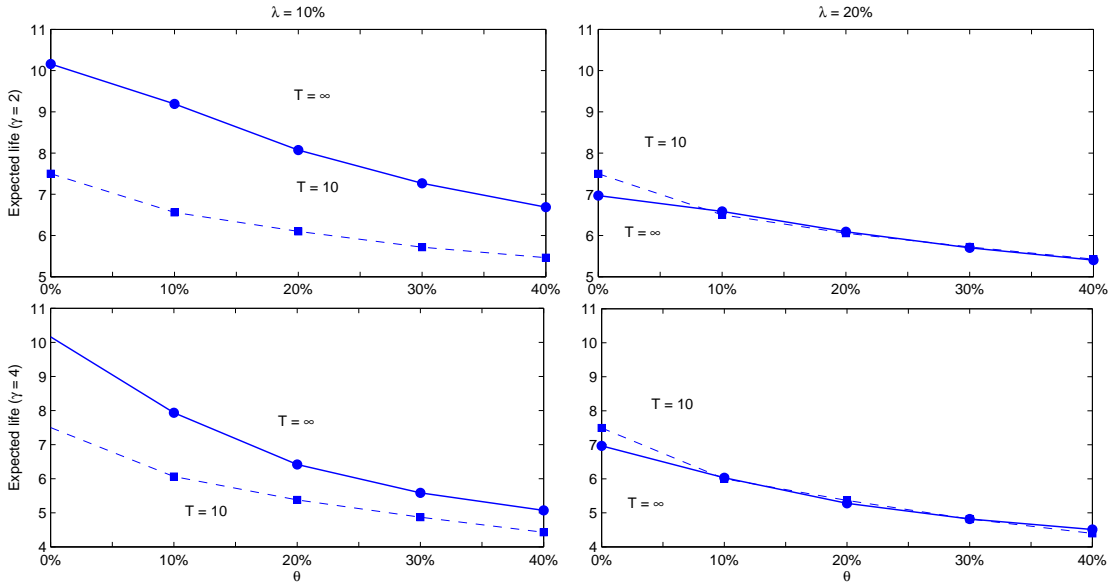 λ = 10%
λ = 20%
Expected life (γ = 2)
11
10
9
8
7
6
5
T = ∞
T = 10
0% 10% 20% 30% 40%
11
10
9
8
7
6
5
T = 10
T = ∞
0% 10% 20% 30% 40%
Expected life (γ = 4)
11
10
9
8
7
6
5
4
T = ∞
T = 10
0% 10% 20% 30% 40%
θ
11
10
9
8
7
6
5
4
T = 10
T = ∞
0% 10% 20% 30% 40%
θ